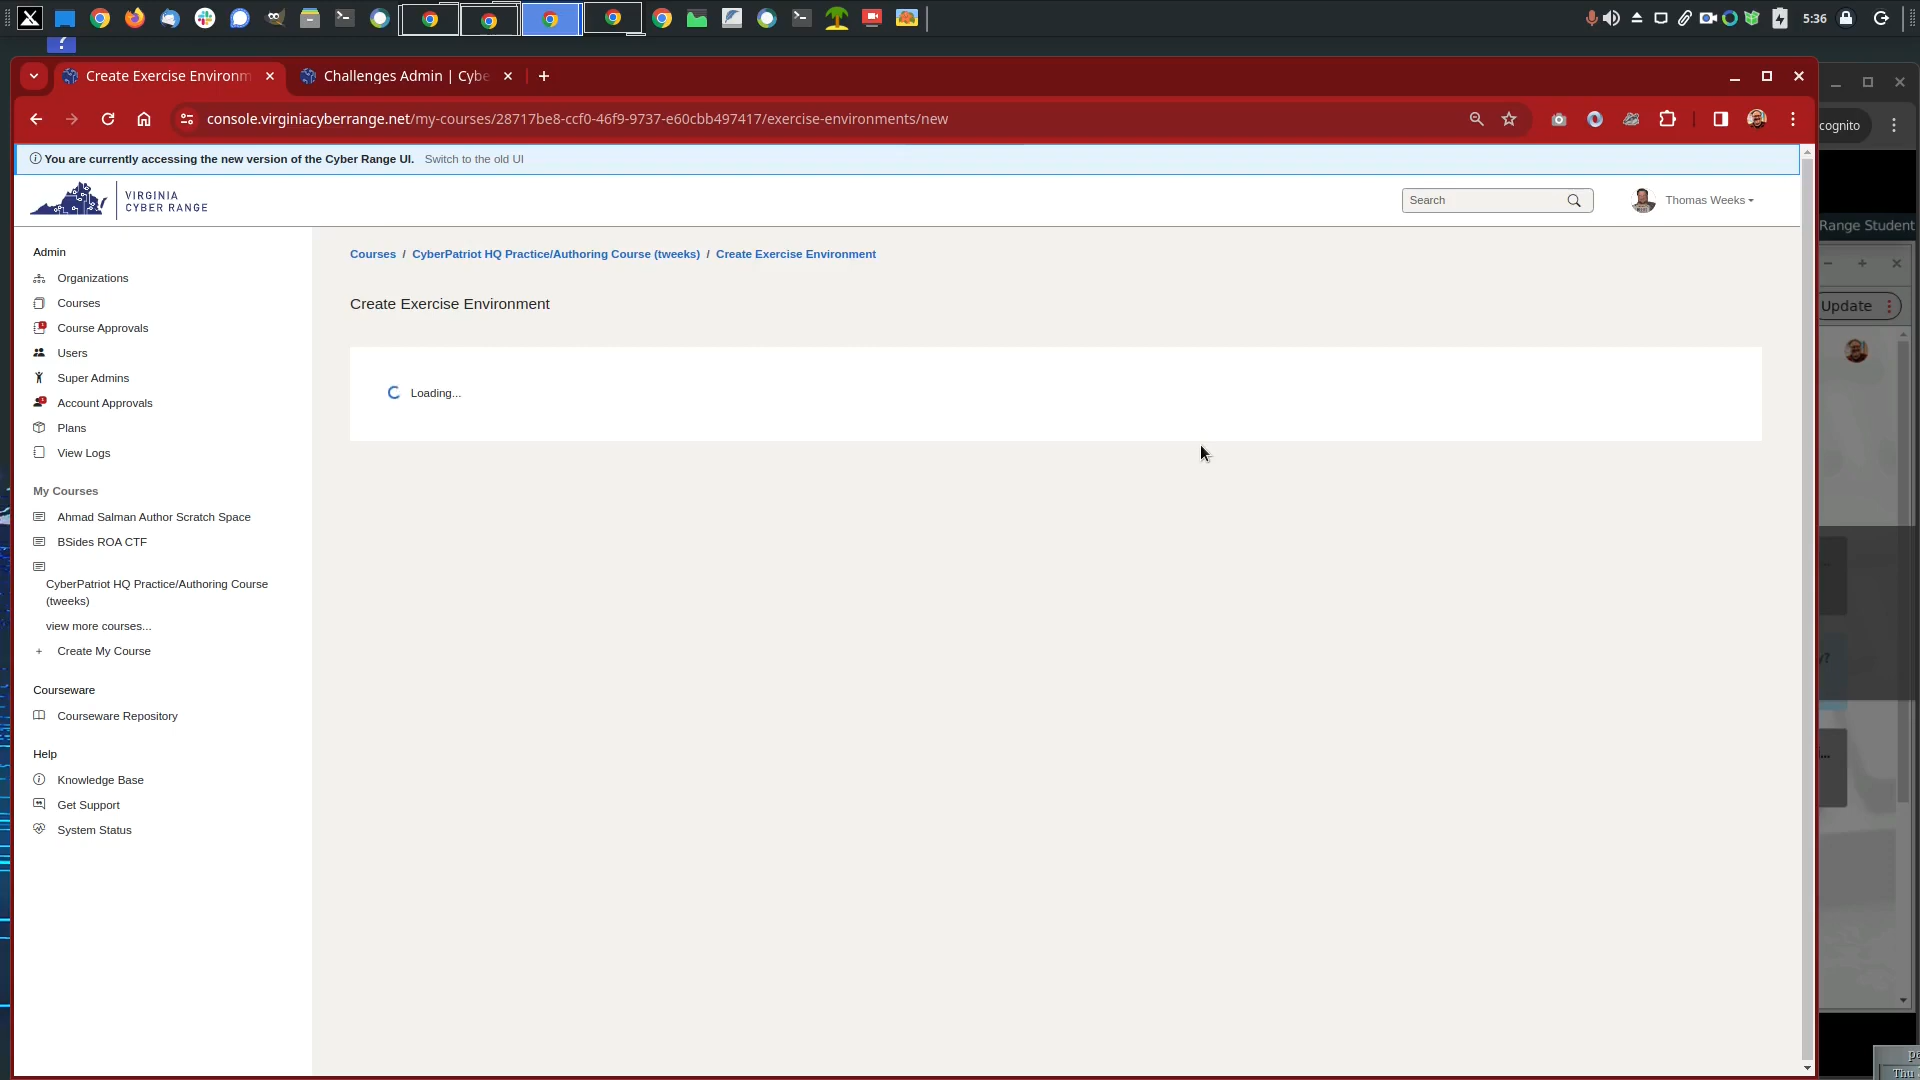 5:36
?
Create Exercise Environm
Challenges Admin | Cybe
console.virginiacyberrange.net/my-courses/28717be8-ccf0-46f9-9737-e60cbb497417/exercise-environments/new
cognito
You are currently accessing the new version of the Cyber Range UI. Switch to the old UI
VIRGINIA
CYBER RANGE
Search
Thomas Weeks
Range Student
Admin
Organizations
Courses
Course Approvals
Users
Super Admins
Account Approvals
Plans
View Logs
My Courses
Ahmad Salman Author Scratch Space
BSides ROA CTF
CyberPatriot HQ Practice/Authoring Course
(tweeks)
view more courses...
+ Create My Course
Courseware
Courseware Repository
Help
Knowledge Base
Get Support
System Status
Courses / CyberPatriot HQ Practice/Authoring Course (tweeks) / Create Exercise Environment
Create Exercise Environment
Loading...
Update
y?
...
pa
Thu